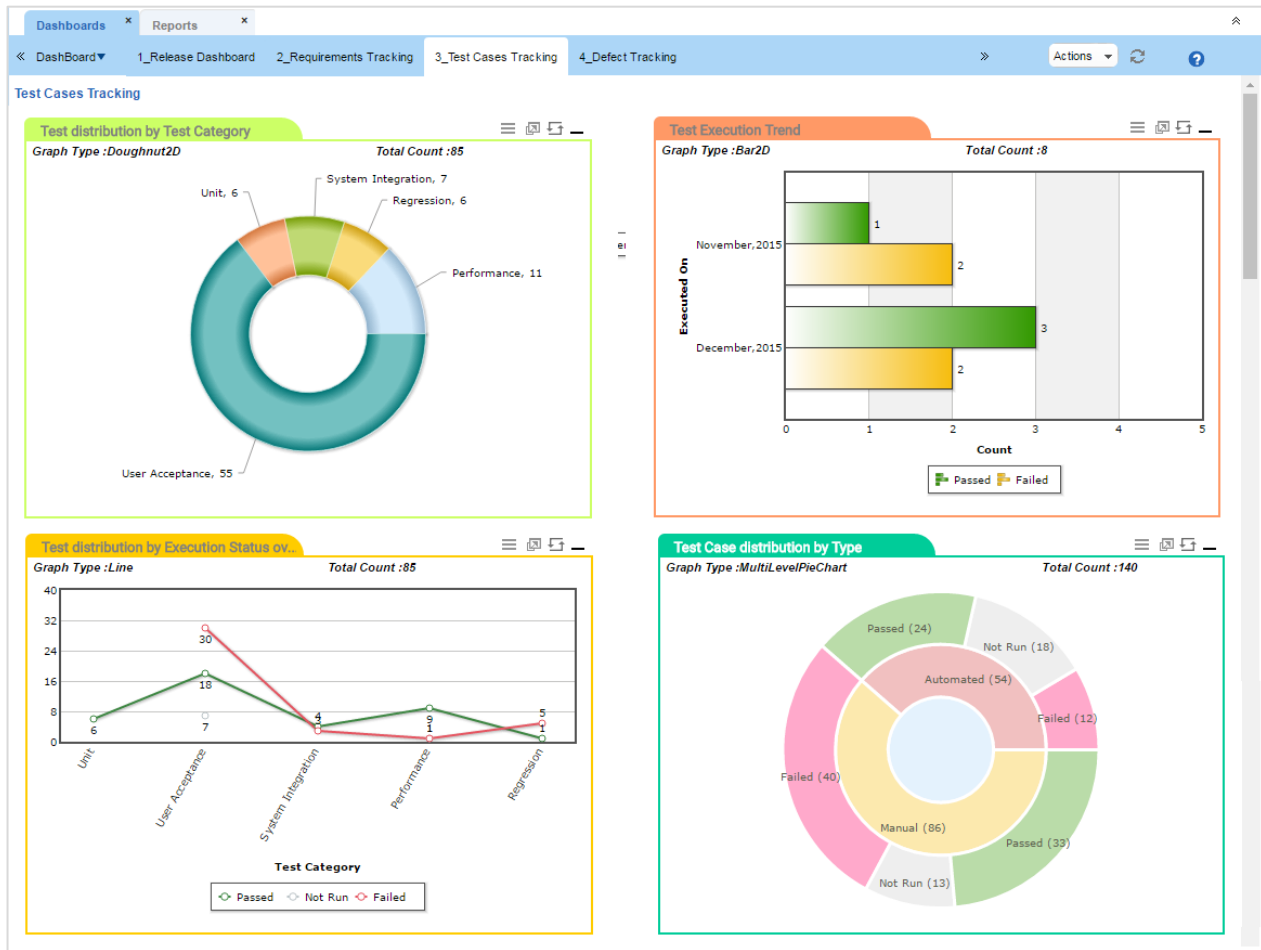 Dashboards × Reports ×
« DashBoard▼ 1_Release Dashboard 2_Requirements Tracking 3_Test Cases Tracking 4_Defect Tracking » Actions ?
Test Cases Tracking
Test distribution by Test Category
Graph Type :Doughnut2D Total Count :85
System Integration, 7
Unit, 6
Regression, 6
Performance, 11
User Acceptance, 55
Test Execution Trend
Graph Type :Bar2D Total Count :8
Executed On
November,2015
1
2
December,2015
3
2
0 1 2 3 4 5
Count
Passed Failed
Test distribution by Execution Status ov...
Graph Type :Line Total Count :85
40
32
24
16
8
0
6
30
18
7
4
9
1
5
1
Unit
User Acceptance
System Integration
Performance
Regression
Test Category
Passed Not Run Failed
Test Case distribution by Type
Graph Type :MultiLevelPieChart Total Count :140
Passed (24)
Not Run (18)
Automated (54)
Failed (12)
Failed (40)
Manual (86)
Passed (33)
Not Run (13)